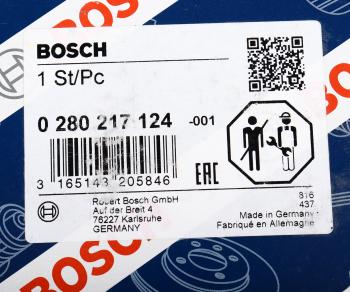 BOSCH
1 St/Pc
0 280 217 124 -001
3 165143 205846
EAC
Robert Bosch GmbH
Auf der Breit 4
76227 Karlsruhe
GERMANY
316
437
Made in Germany
Fabriqué en Allemagne